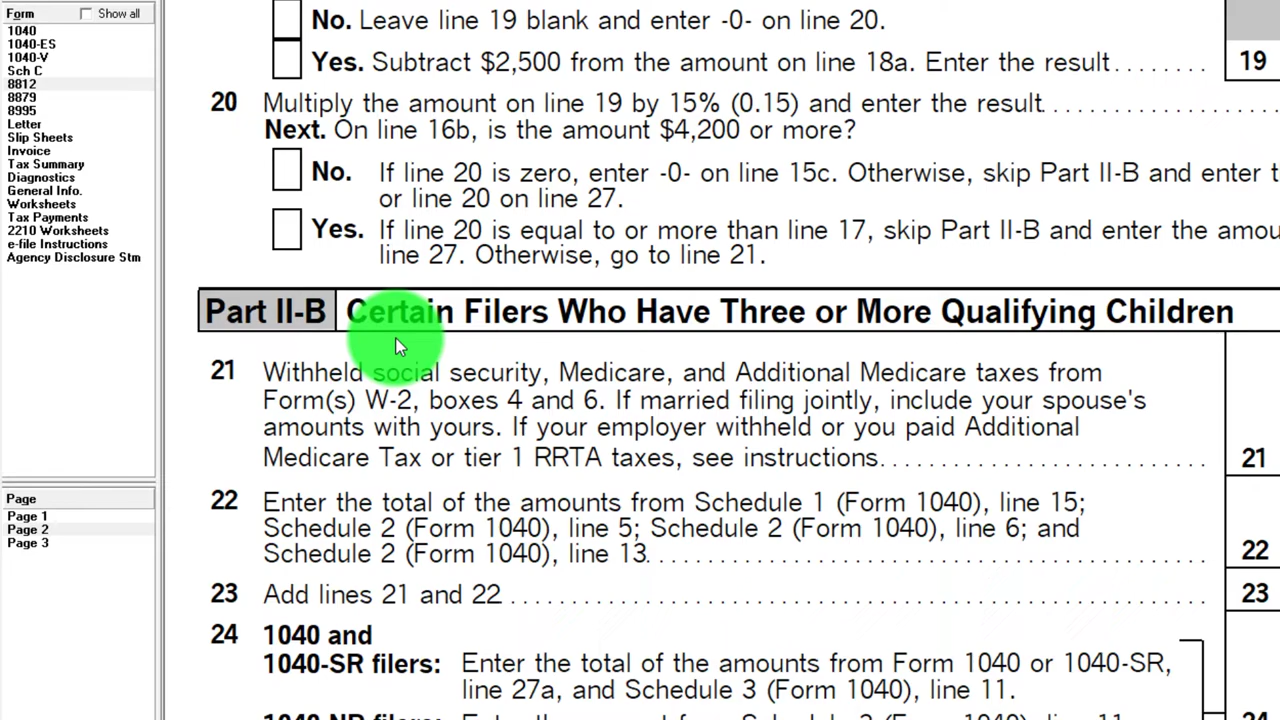 Form
Show all
1040
1040-ES
1040-V
Sch C
8812
8879
8995
Letter
Slip Sheets
Invoice
Tax Summary
Diagnostics
General Info.
Worksheets
Tax Payments
2210 Worksheets
e-file Instructions
Agency Disclosure Stm
Page
Page 1
Page 2
Page 3
No. Leave line 19 blank and enter -0- on line 20.
Yes. Subtract $2,500 from the amount on line 18a. Enter the result........ 19
20 Multiply the amount on line 19 by 15% (0.15) and enter the result..............
Next. On line 16b, is the amount $4,200 or more?
No. If line 20 is zero, enter -0- on line 15c. Otherwise, skip Part II-B and enter t
or line 20 on line 27.
Yes. If line 20 is equal to or more than line 17, skip Part II-B and enter the amou
line 27. Otherwise, go to line 21.
Part II-B Certain Filers Who Have Three or More Qualifying Children
21 Withheld social security, Medicare, and Additional Medicare taxes from
Form(s) W-2, boxes 4 and 6. If married filing jointly, include your spouse's
amounts with yours. If your employer withheld or you paid Additional
Medicare Tax or tier 1 RRTA taxes, see instructions............................ 21
22 Enter the total of the amounts from Schedule 1 (Form 1040), line 15;
Schedule 2 (Form 1040), line 5; Schedule 2 (Form 1040), line 6; and
Schedule 2 (Form 1040), line 13................................................ 22
23 Add lines 21 and 22 ........................................................... 23
24 1040 and
1040-SR filers: Enter the total of the amounts from Form 1040 or 1040-SR,
line 27a, and Schedule 3 (Form 1040), line 11.